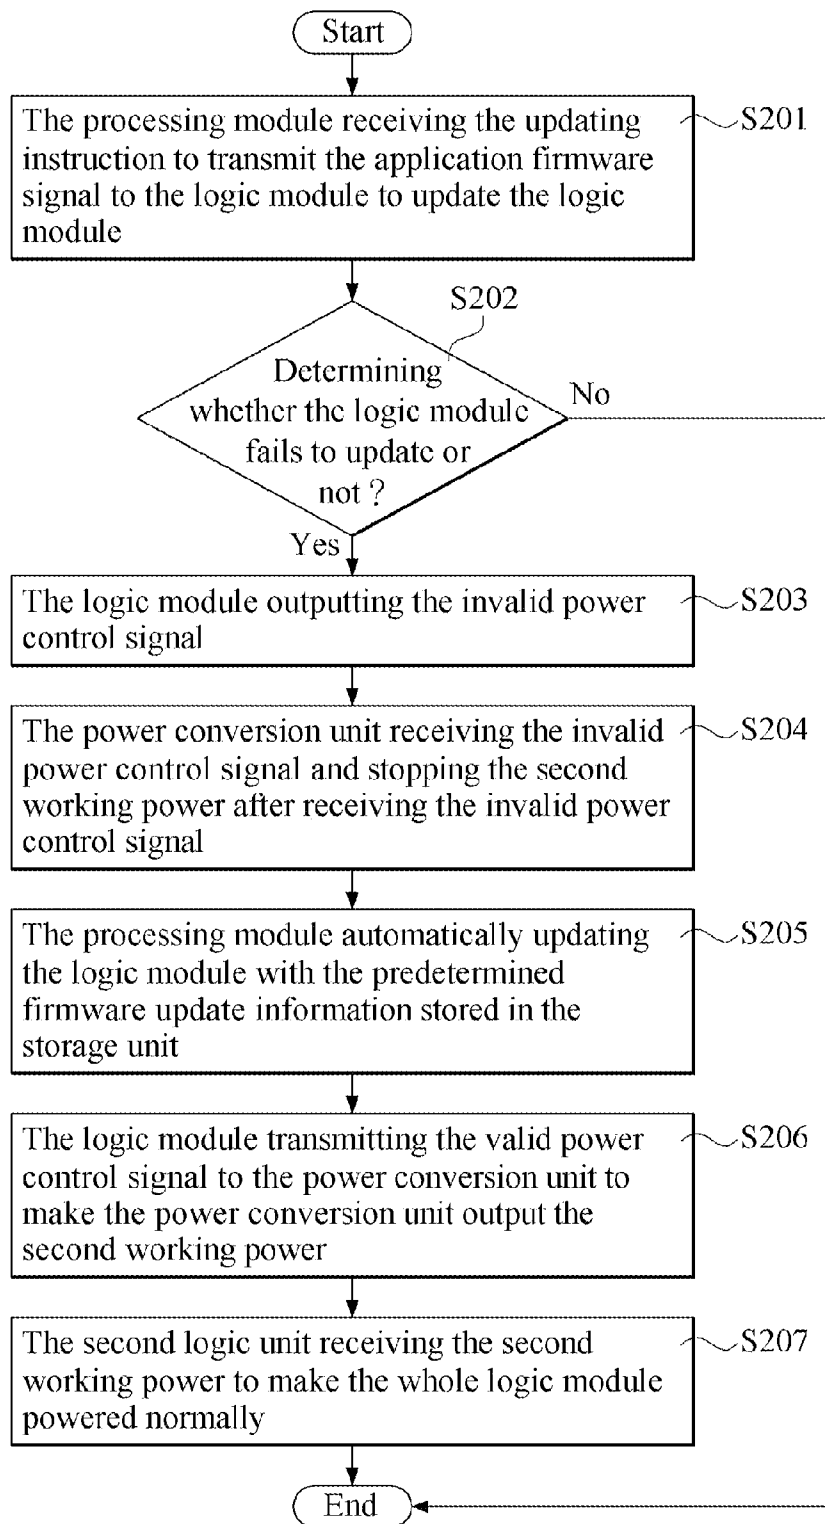 Start
The processing module receiving the updating
instruction to transmit the application firmware
signal to the logic module to update the logic
module
S201
S202
Determining
whether the logic module
fails to update or
not ?
No
Yes
The logic module outputting the invalid power
control signal
S203
The power conversion unit receiving the invalid
power control signal and stopping the second
working power after receiving the invalid power
control signal
S204
The processing module automatically updating
the logic module with the predetermined
firmware update information stored in the
storage unit
S205
The logic module transmitting the valid power
control signal to the power conversion unit to
make the power conversion unit output the
second working power
S206
The second logic unit receiving the second
working power to make the whole logic module
powered normally
S207
End